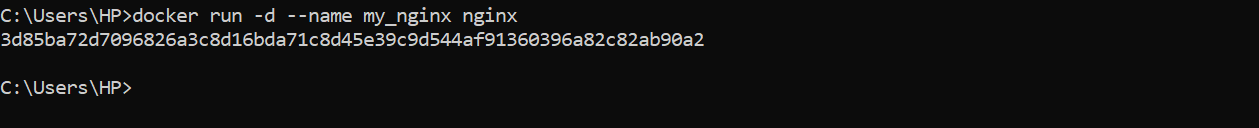 C:\Users\HP>docker run -d --name my_nginx nginx
3d85ba72d7096826a3c8d16bda71c8d45e39c9d544af91360396a82c82ab90a2
C:\Users\HP>